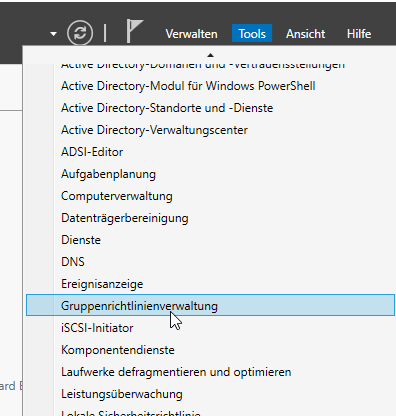 Verwalten Tools Ansicht Hilfe
Active Directory-Domänen und -Vertrauensstellungen
Active Directory-Modul für Windows PowerShell
Active Directory-Standorte und -Dienste
Active Directory-Verwaltungscenter
ADSI-Editor
Aufgabenplanung
Computerverwaltung
Datenträgerbereinigung
Dienste
DNS
Ereignisanzeige
Gruppenrichtlinienverwaltung
iSCSI-Initiator
Komponentendienste
Laufwerke defragmentieren und optimieren
Leistungsüberwachung
Lokale Sicherheitsrichtlinie